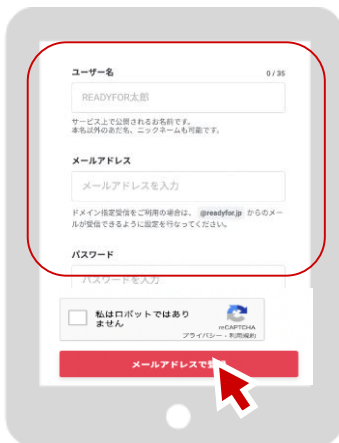 ユーザー名
0 / 35
READYFOR太郎
サービス上で公開されるお名前です。
本名以外のあだ名、ニックネームも可能です。
メールアドレス
メールアドレスを入力
ドメイン指定受信をご利用の場合は、 @readyfor.jp からのメー
ルが受信できるように設定を行なってください。
パスワード
パスワードを入力
私はロボットではあり
ません
reCAPTCHA
プライバシー - 利用規約
メールアドレスで登